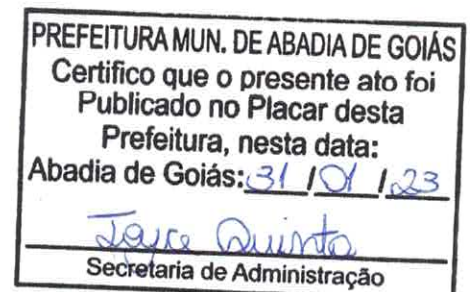 PREFEITURA MUN. DE ABADIA DE GOIÁS
Certifico que o presente ato foi
Publicado no Placar desta
Prefeitura, nesta data:
Abadia de Goiás: 31 / 01 / 23
Joyce Quinta
Secretaria de Administração